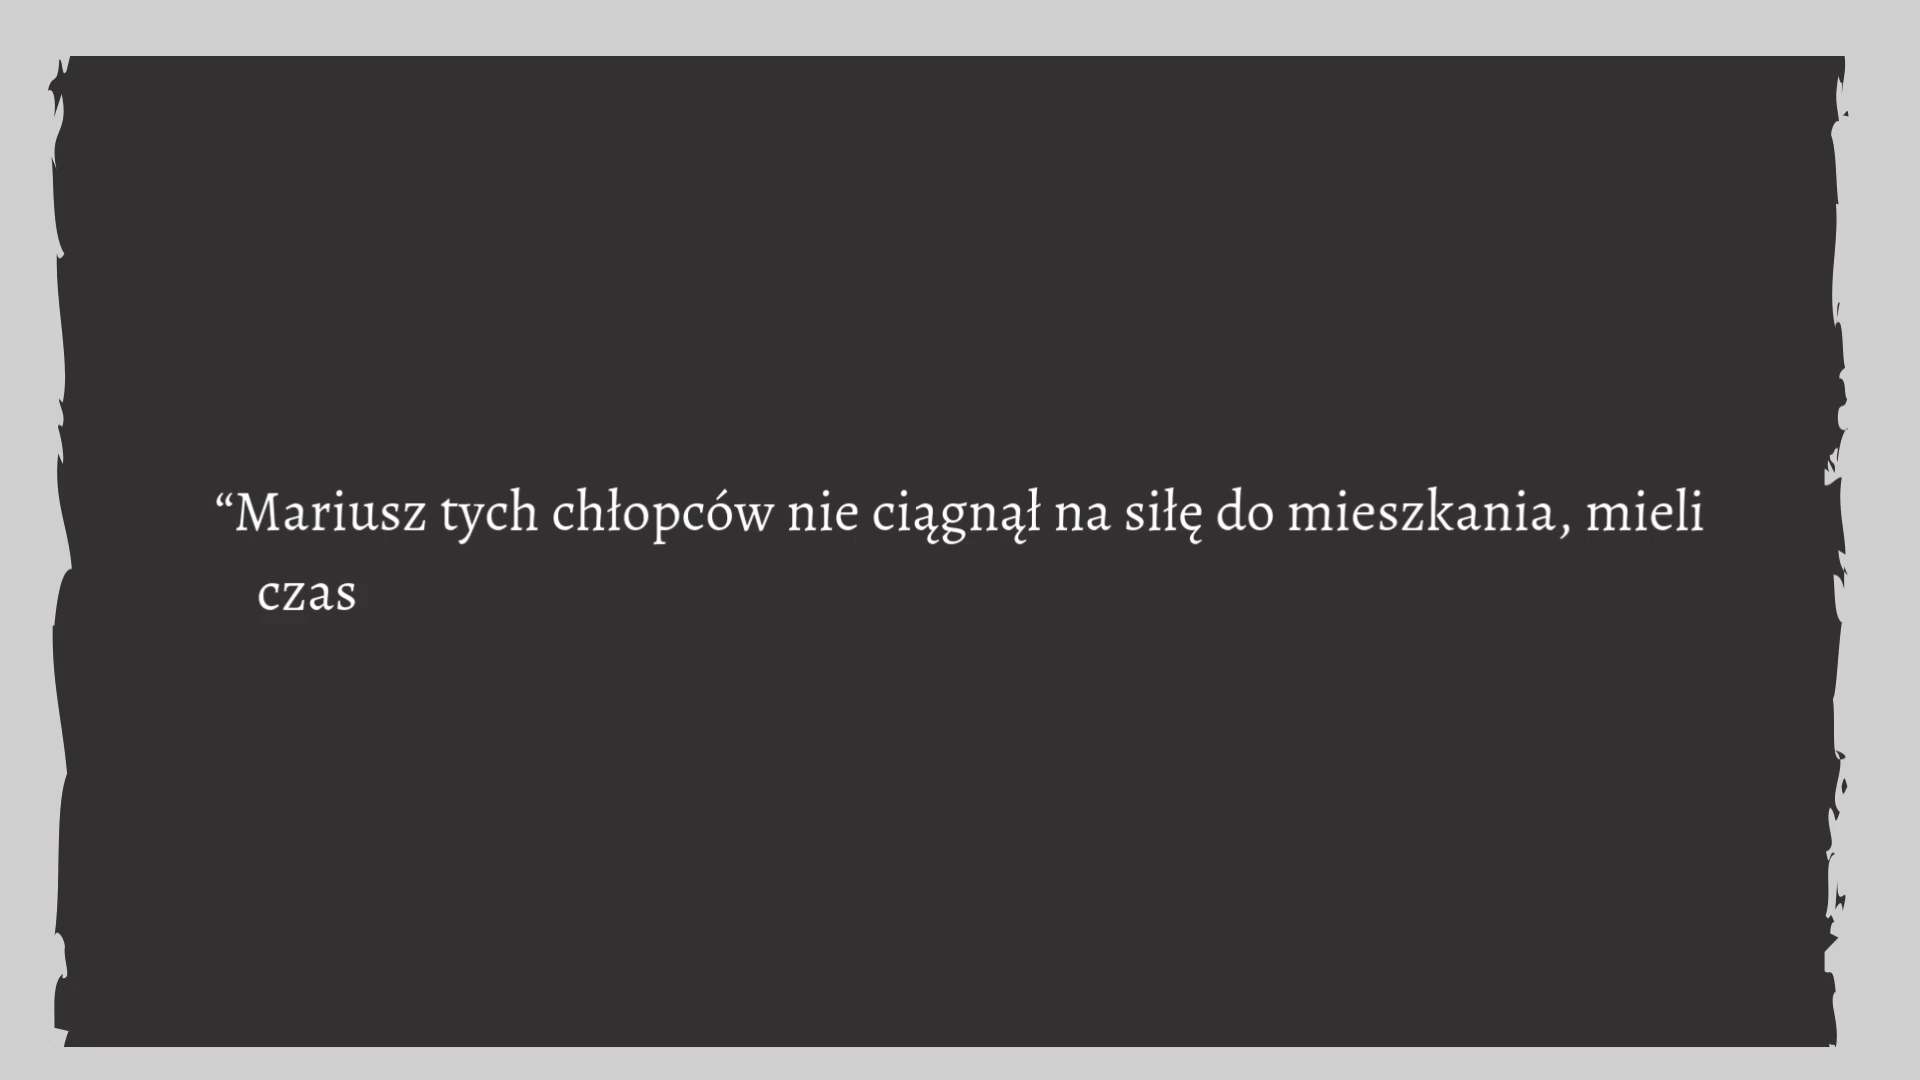 “Mariusz tych chłopców nie ciągnął na siłę do mieszkania, mieli
czas